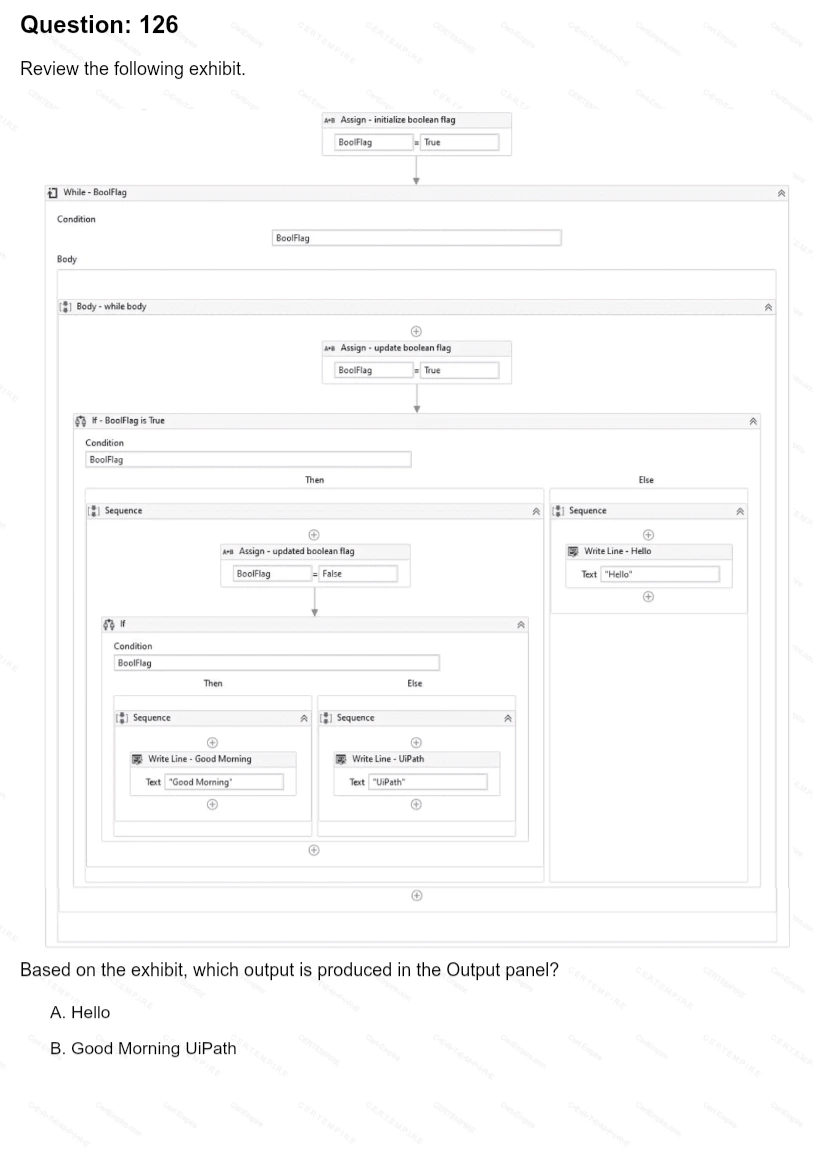 Question: 126
Review the following exhibit.
A+B Assign - initialize boolean flag
BoolFlag = True
While - BoolFlag
Condition
BoolFlag
Body
Body - while body
A+B Assign - update boolean flag
BoolFlag = True
If - BoolFlag is True
Condition
BoolFlag
Then Else
Sequence Sequence
A+B Assign - updated boolean flag Write Line - Hello
BoolFlag = False Text "Hello"
If
Condition
BoolFlag
Then Else
Sequence Sequence
Write Line - Good Morning Write Line - UiPath
Text "Good Morning" Text "UiPath"
Based on the exhibit, which output is produced in the Output panel?
A. Hello
B. Good Morning UiPath